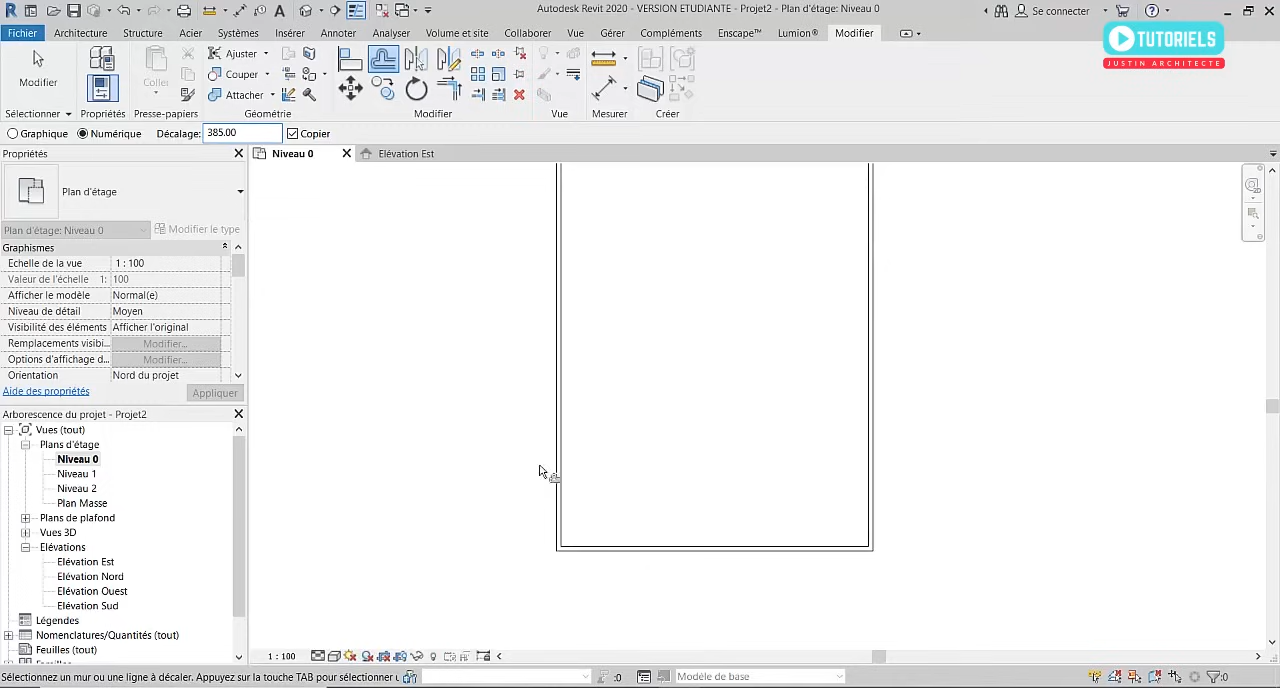 Autodesk Revit 2020 - VERSION ETUDIANTE - Projet2 - Plan d'étage: Niveau 0
Se connecter
Fichier Architecture Structure Acier Systèmes Insérer Annoter Analyser Volume et site Collaborer Vue Gérer Compléments Enscape™ Lumion® Modifier
TUTORIELS
JUSTIN ARCHITECTE
Modifier
Coller
Ajuster
Couper
Attacher
Sélectionner Propriétés Presse-papiers Géométrie Modifier Vue Mesurer Créer
Graphique Numérique Décalage: 385.00 Copier
Propriétés
Niveau 0
Elévation Est
Plan d'étage
Plan d'étage: Niveau 0
Modifier le type
Graphismes
Echelle de la vue 1 : 100
Valeur de l'échelle 1: 100
Afficher le modèle Normal(e)
Niveau de détail Moyen
Visibilité des éléments Afficher l'original
Remplacements visibi... Modifier...
Options d'affichage d... Modifier...
Orientation Nord du projet
Aide des propriétés
Appliquer
Arborescence du projet - Projet2
Vues (tout)
Plans d'étage
Niveau 0
Niveau 1
Niveau 2
Plan Masse
Plans de plafond
Vues 3D
Elévations
Elévation Est
Elévation Nord
Elévation Ouest
Elévation Sud
Légendes
Nomenclatures/Quantités (tout)
Feuilles (tout)
1 : 100
Sélectionnez un mur ou une ligne à décaler. Appuyez sur la touche TAB pour sélectionner
:0
Modèle de base
:0